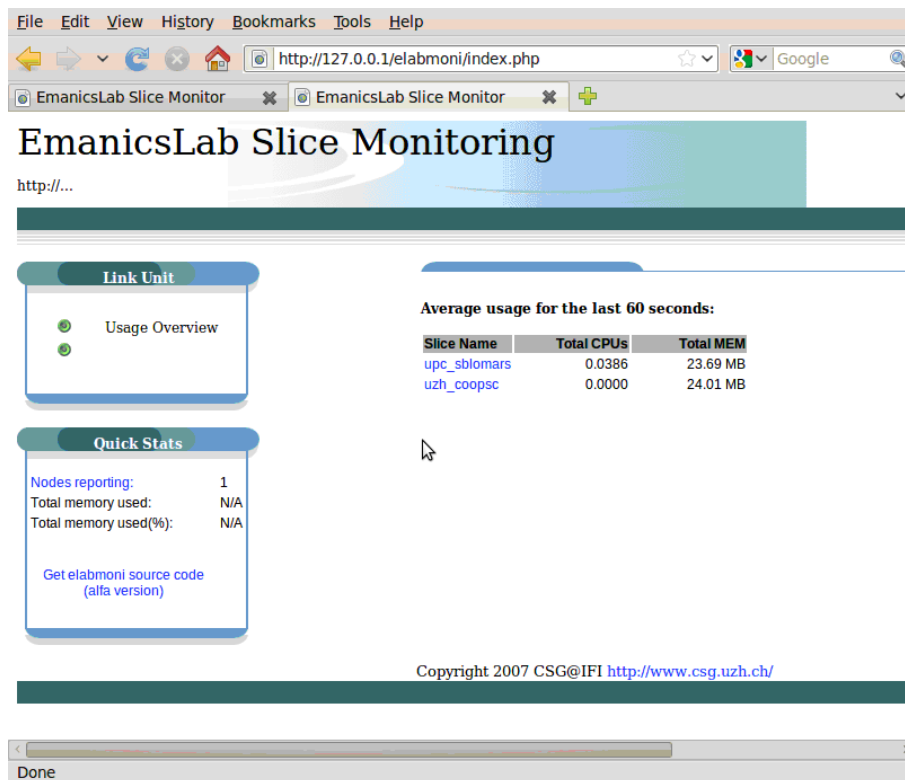 File Edit View History Bookmarks Tools Help
http://127.0.0.1/elabmoni/index.php
Google
EmanicsLab Slice Monitor
EmanicsLab Slice Monitor
EmanicsLab Slice Monitoring
http://...
Link Unit
Usage Overview
Quick Stats
Nodes reporting: 1
Total memory used: N/A
Total memory used(%): N/A
Get elabmoni source code
(alfa version)
Average usage for the last 60 seconds:
Slice Name Total CPUs Total MEM
upc_sblomars 0.0386 23.69 MB
uzh_coopsc 0.0000 24.01 MB
Copyright 2007 CSG@IFI http://www.csg.uzh.ch/
Done